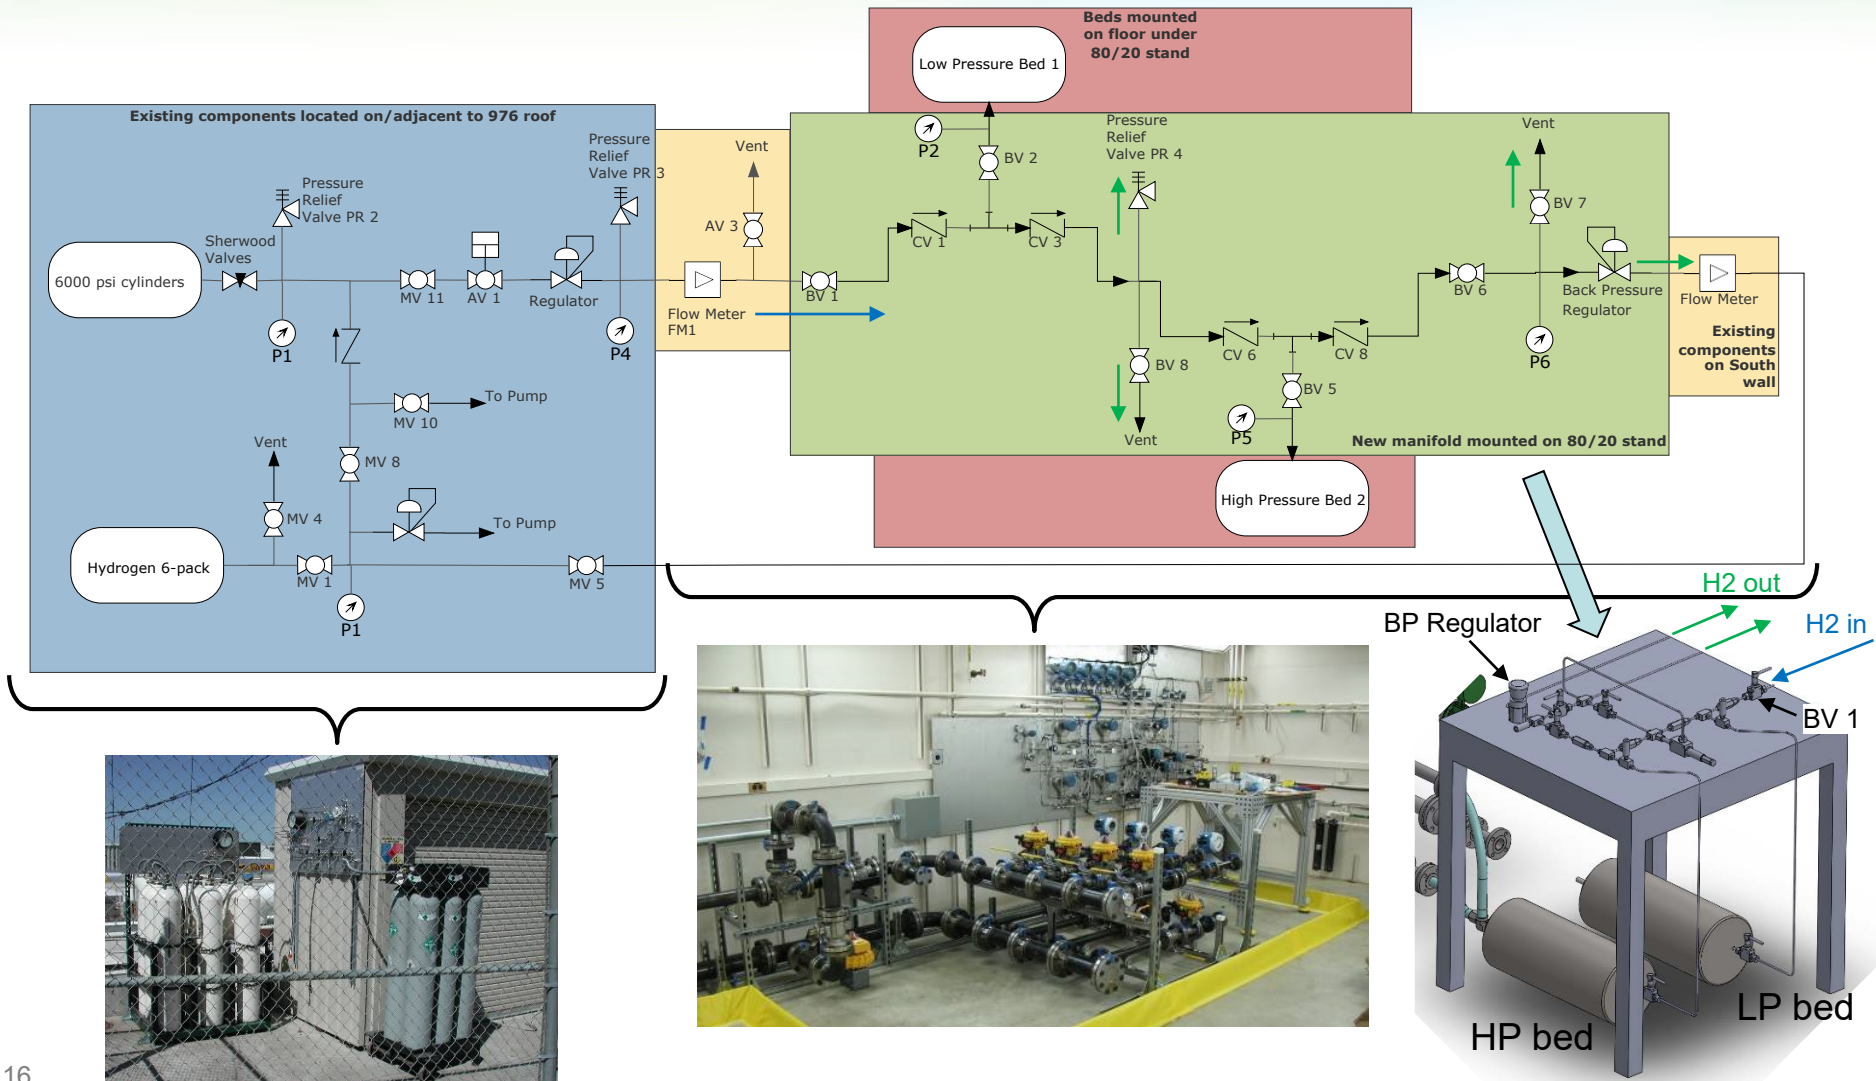 Beds mounted
on floor under
80/20 stand
Low Pressure Bed 1
Existing components located on/adjacent to 976 roof
Pressure
Relief
Valve PR 2
Pressure
Relief
Valve PR 3
Vent
P2
BV 2
Pressure
Relief
Valve PR 4
Vent
Sherwood
Valves
6000 psi cylinders
MV 11
AV 1
Regulator
P1
P4
AV 3
Flow Meter
FM1
BV 1
CV 1
CV 3
BV 7
BV 6
Back Pressure
Regulator
Flow Meter
Existing
components
on South
wall
CV 6
CV 8
P6
BV 8
Vent
BV 5
P5
New manifold mounted on 80/20 stand
High Pressure Bed 2
To Pump
MV 10
Vent
MV 8
MV 4
To Pump
Hydrogen 6-pack
MV 1
MV 5
P1
H2 out
BP Regulator
H2 in
BV 1
HP bed
LP bed
16